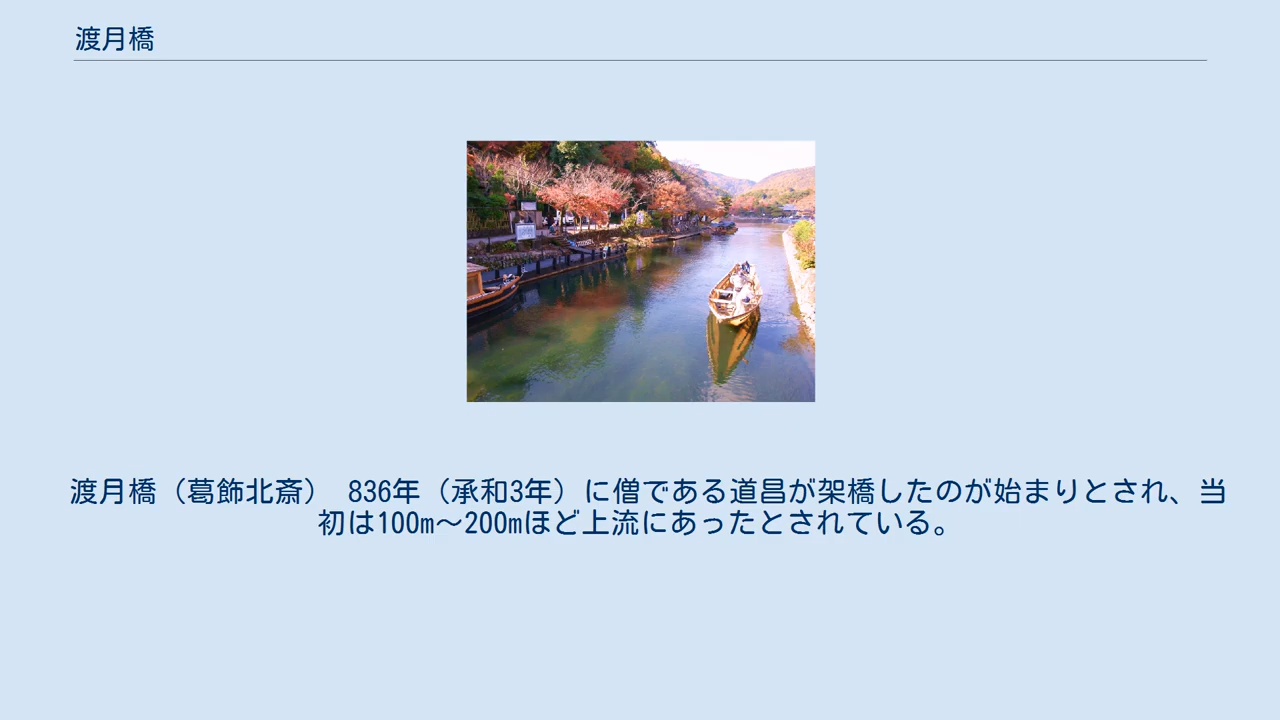 渡月橋
渡月橋（葛飾北斎） 836年（承和3年）に僧である道昌が架橋したのが始まりとされ、当
初は100m～200mほど上流にあったとされている。